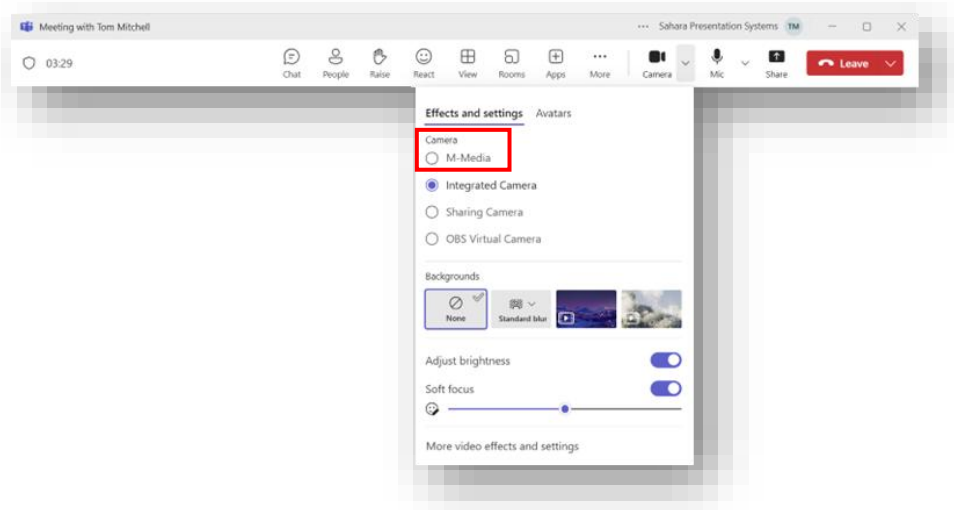 Meeting with Tom Mitchell
... Sahara Presentation Systems TM
03:29
Chat People Raise React View Rooms Apps More Camera Mic Share Leave
Effects and settings Avatars
Camera
M-Media
Integrated Camera
Sharing Camera
OBS Virtual Camera
Backgrounds
None Standard blur
Adjust brightness
Soft focus
More video effects and settings